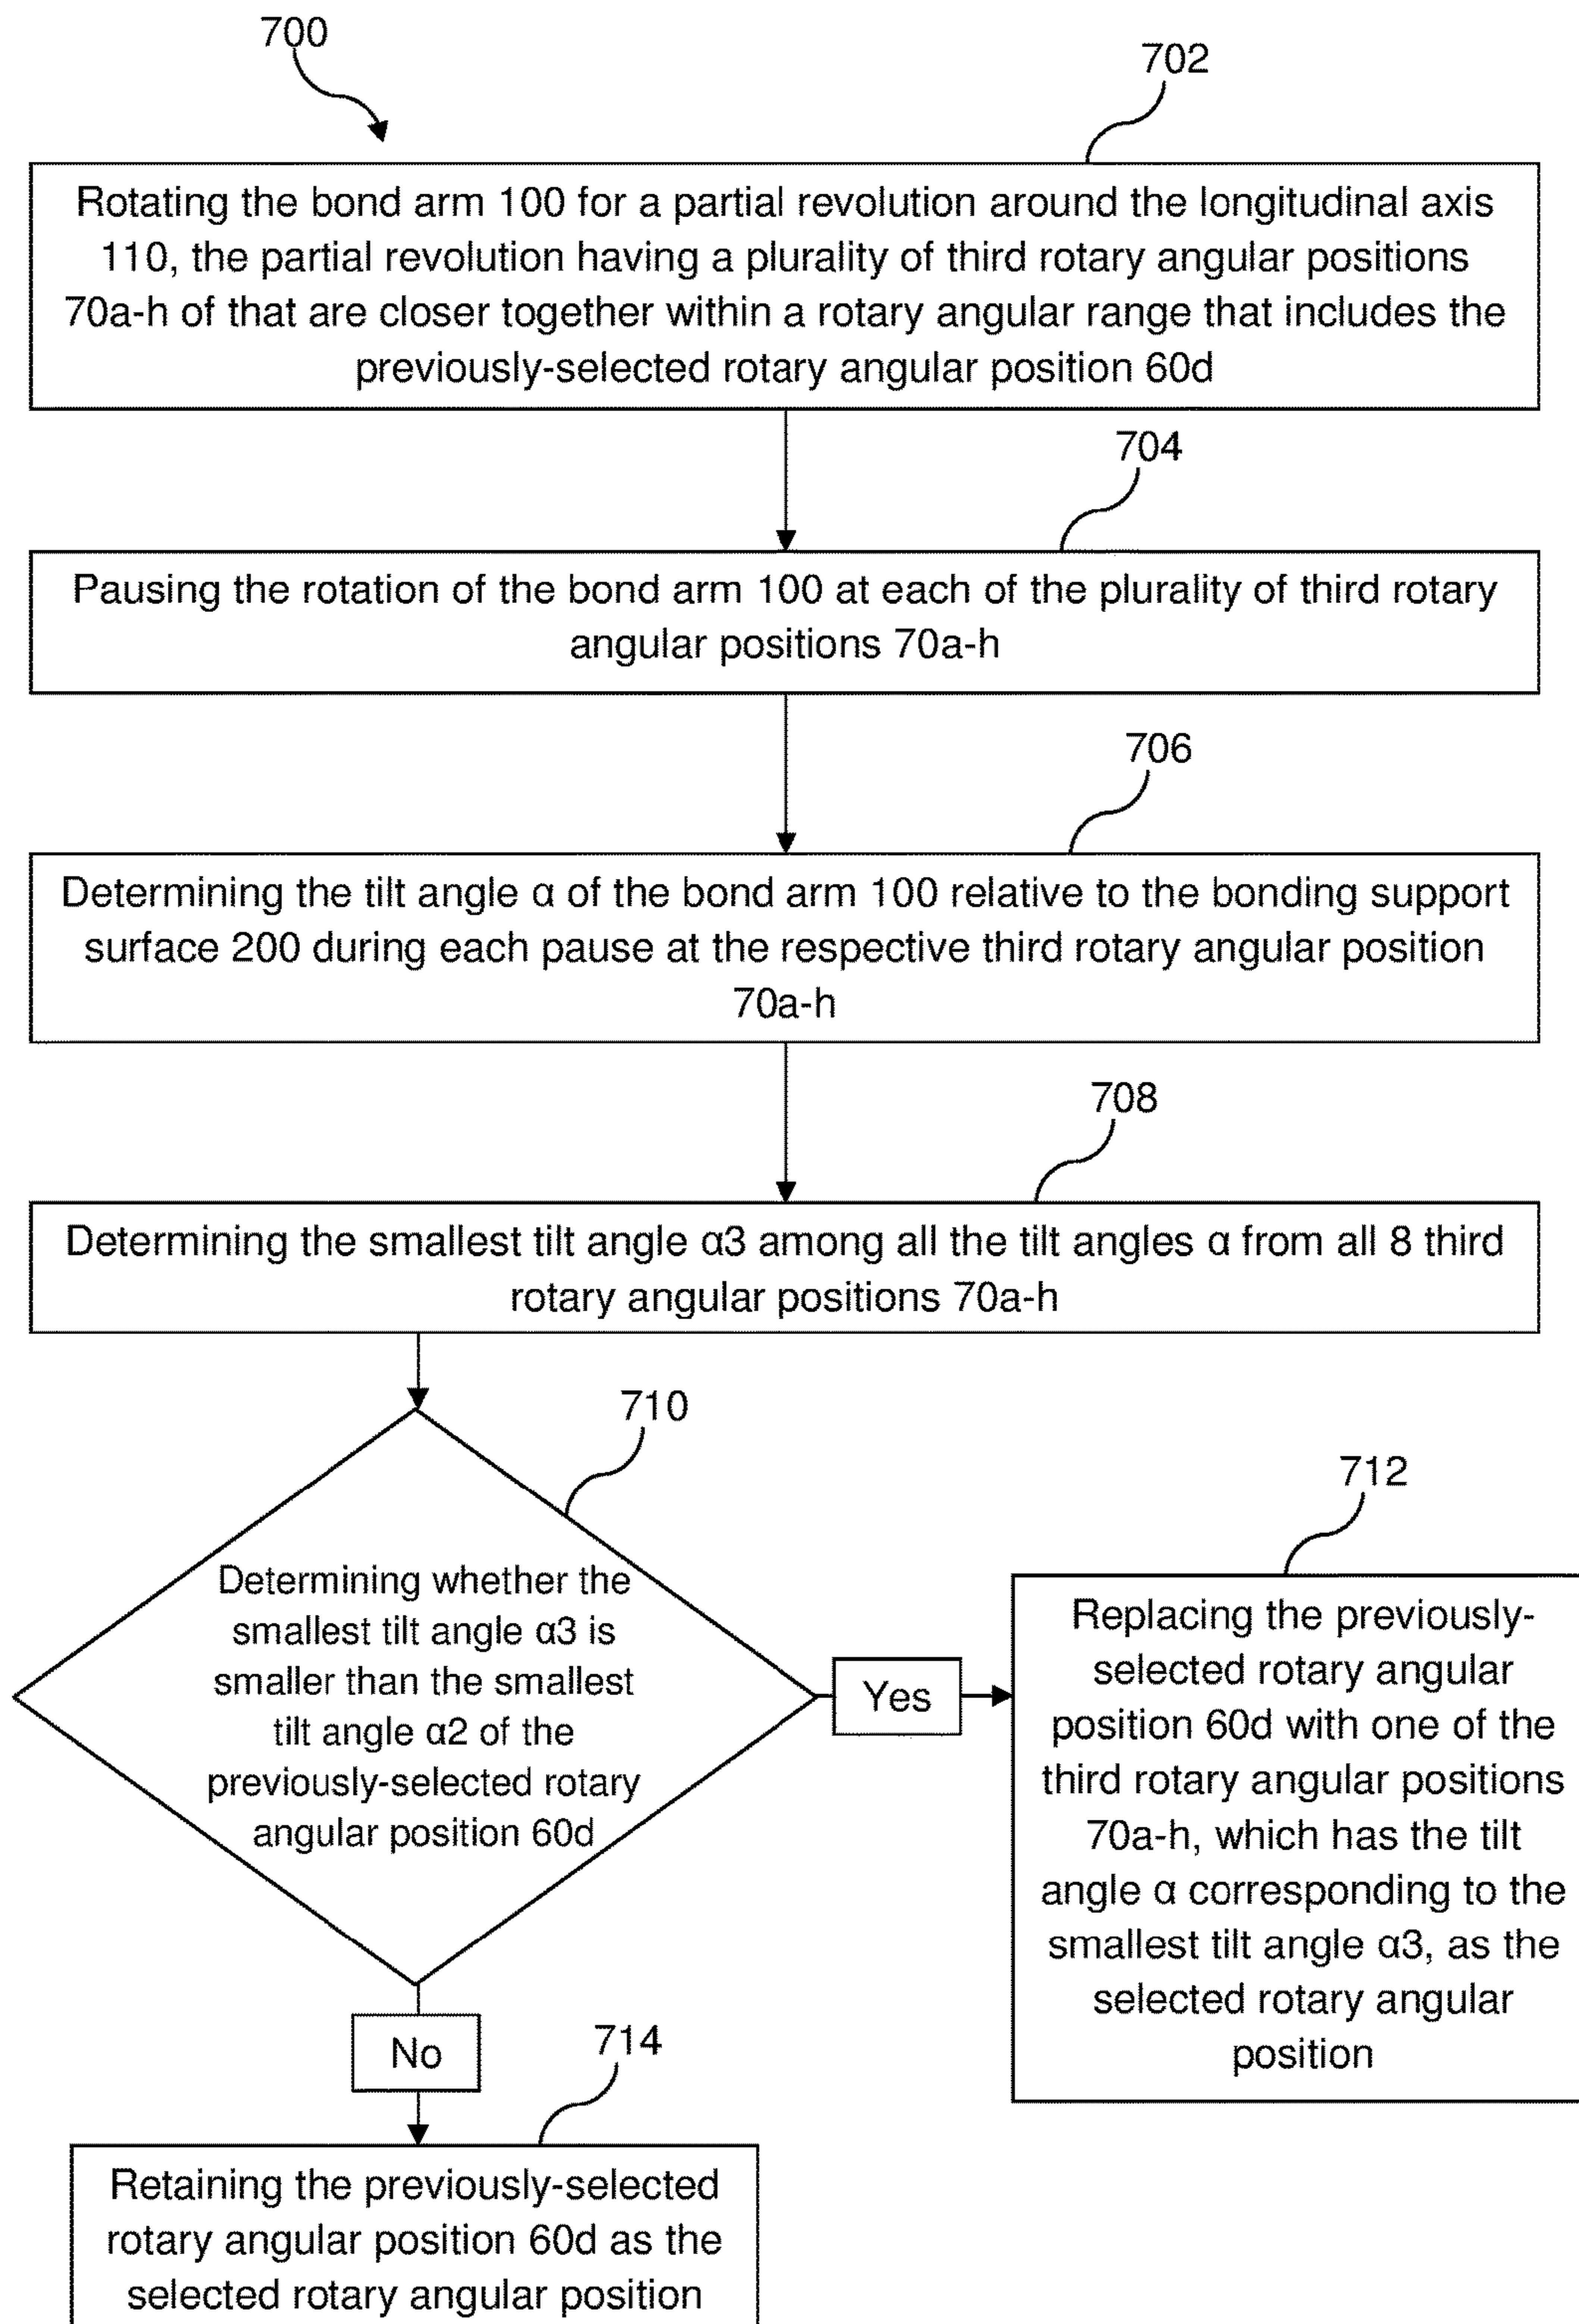 700
702
Rotating the bond arm 100 for a partial revolution around the longitudinal axis
110, the partial revolution having a plurality of third rotary angular positions
70a-h of that are closer together within a rotary angular range that includes the
previously-selected rotary angular position 60d
704
Pausing the rotation of the bond arm 100 at each of the plurality of third rotary
angular positions 70a-h
706
Determining the tilt angle α of the bond arm 100 relative to the bonding support
surface 200 during each pause at the respective third rotary angular position
70a-h
708
Determining the smallest tilt angle α3 among all the tilt angles α from all 8 third
rotary angular positions 70a-h
710
Determining whether the
smallest tilt angle α3 is
smaller than the smallest
tilt angle α2 of the
previously-selected rotary
angular position 60d
Yes
712
Replacing the previously-
selected rotary angular
position 60d with one of the
third rotary angular positions
70a-h, which has the tilt
angle α corresponding to the
smallest tilt angle α3, as the
selected rotary angular
position
No
714
Retaining the previously-selected
rotary angular position 60d as the
selected rotary angular position